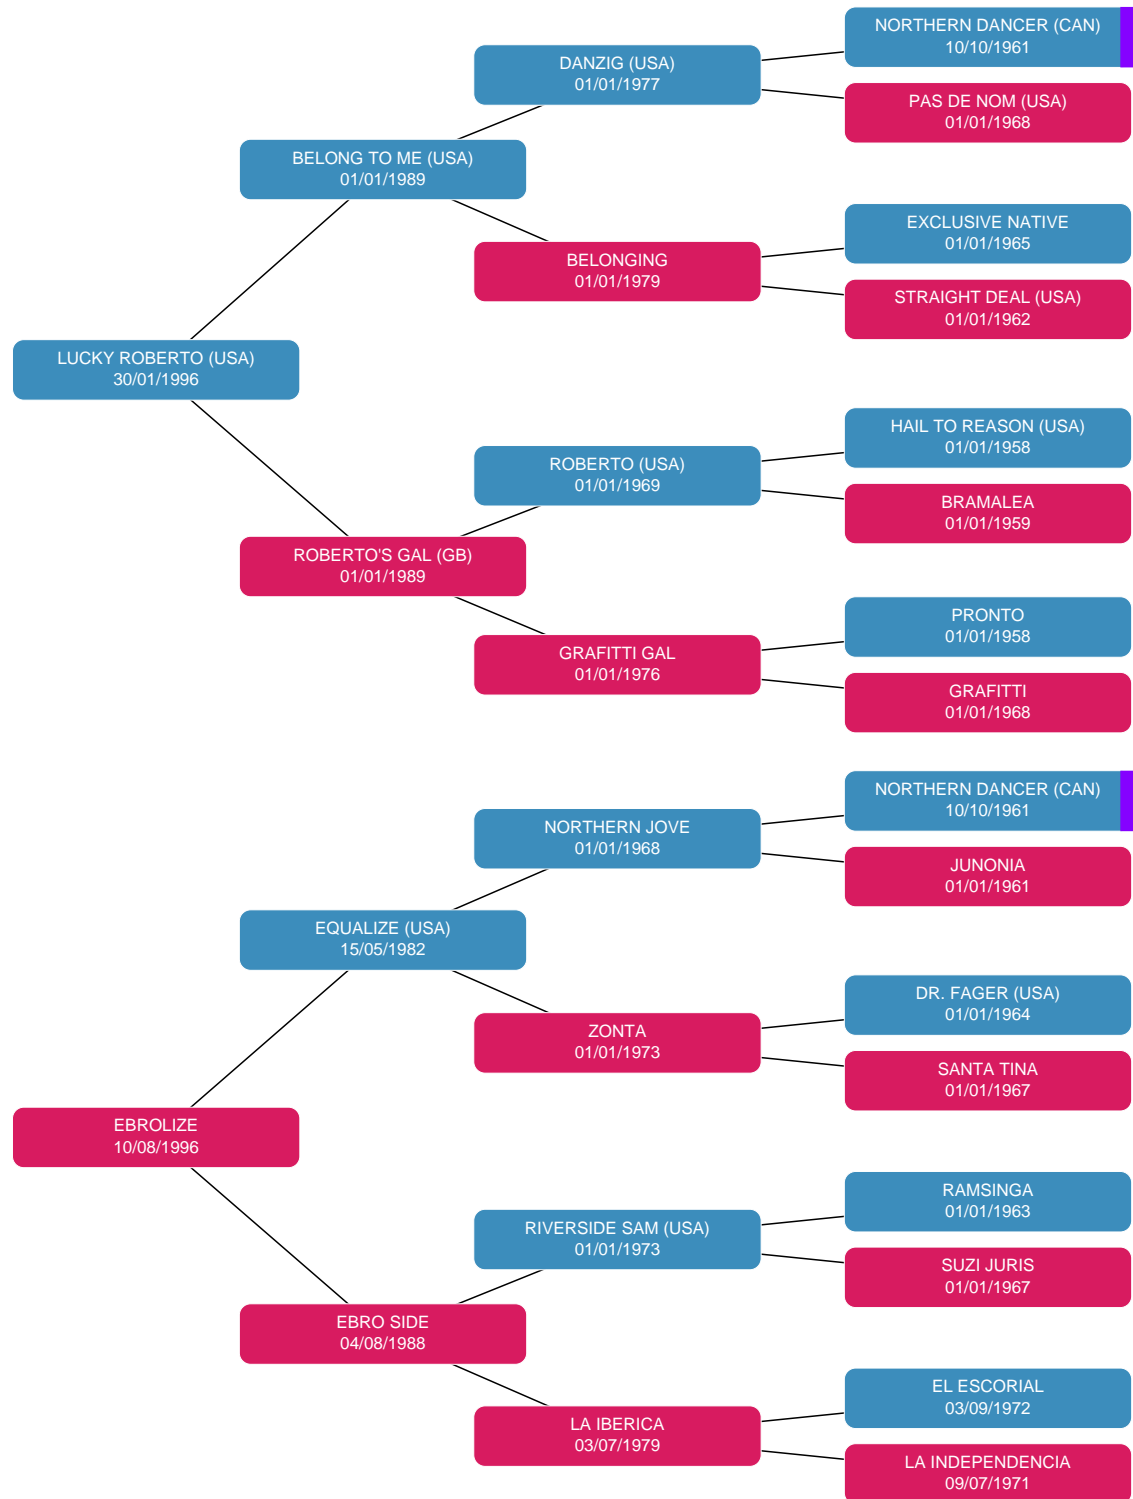 NORTHERN DANCER (CAN)
10/10/1961
DANZIG (USA)
01/01/1977
PAS DE NOM (USA)
01/01/1968
BELONG TO ME (USA)
01/01/1989
EXCLUSIVE NATIVE
01/01/1965
BELONGING
01/01/1979
STRAIGHT DEAL (USA)
01/01/1962
LUCKY ROBERTO (USA)
30/01/1996
HAIL TO REASON (USA)
01/01/1958
ROBERTO (USA)
01/01/1969
BRAMALEA
01/01/1959
ROBERTO'S GAL (GB)
01/01/1989
PRONTO
01/01/1958
GRAFITTI GAL
01/01/1976
GRAFITTI
01/01/1968
NORTHERN DANCER (CAN)
10/10/1961
NORTHERN JOVE
01/01/1968
JUNONIA
01/01/1961
EQUALIZE (USA)
15/05/1982
DR. FAGER (USA)
01/01/1964
ZONTA
01/01/1973
SANTA TINA
01/01/1967
EBROLIZE
10/08/1996
RAMSINGA
01/01/1963
RIVERSIDE SAM (USA)
01/01/1973
SUZI JURIS
01/01/1967
EBRO SIDE
04/08/1988
EL ESCORIAL
03/09/1972
LA IBERICA
03/07/1979
LA INDEPENDENCIA
09/07/1971